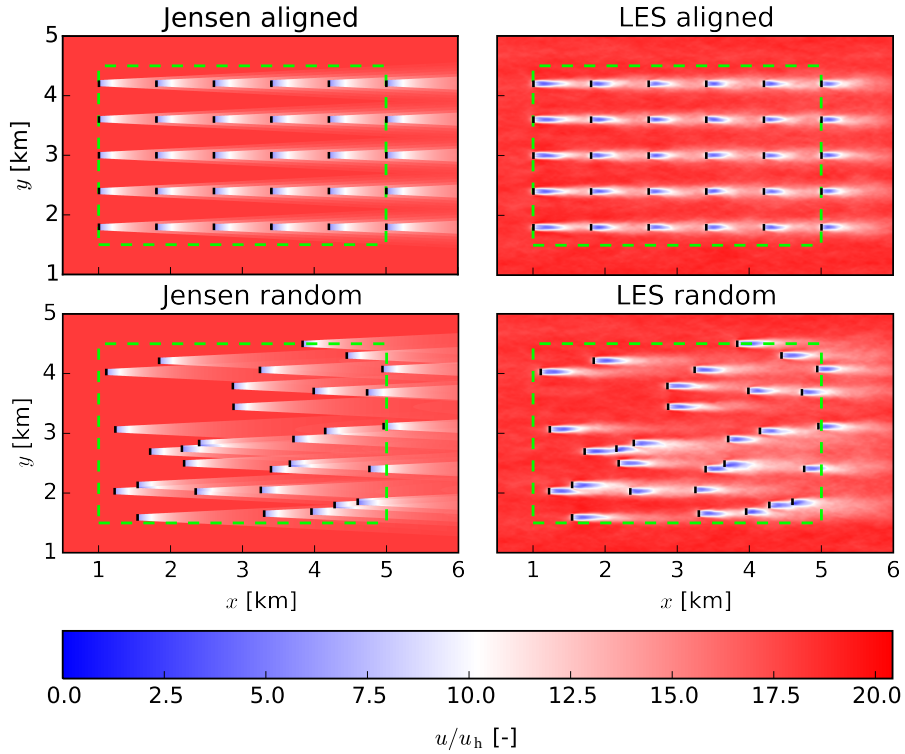 Jensen aligned
LES aligned
5
4
3
2
1
y [km]
Jensen random
LES random
5
4
3
2
1
y [km]
1 2 3 4 5 6
1 2 3 4 5 6
x [km]
x [km]
0.0 2.5 5.0 7.5 10.0 12.5 15.0 17.5 20.0
u/u_h [-]